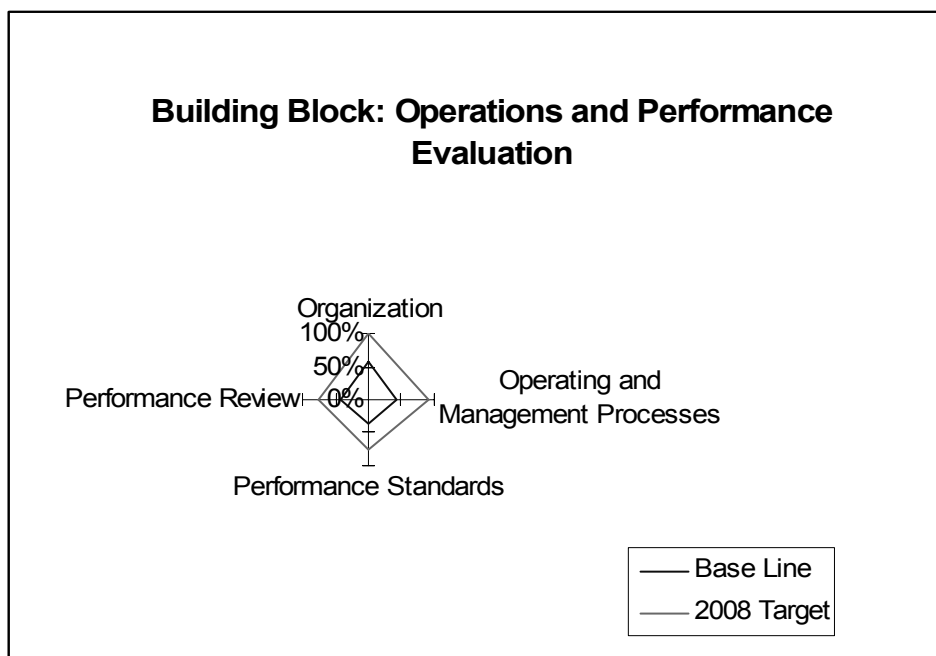 Building Block: Operations and Performance
Evaluation
Organization
100%
50%
0%
Performance Review
Operating and
Management Processes
Performance Standards
Base Line
2008 Target